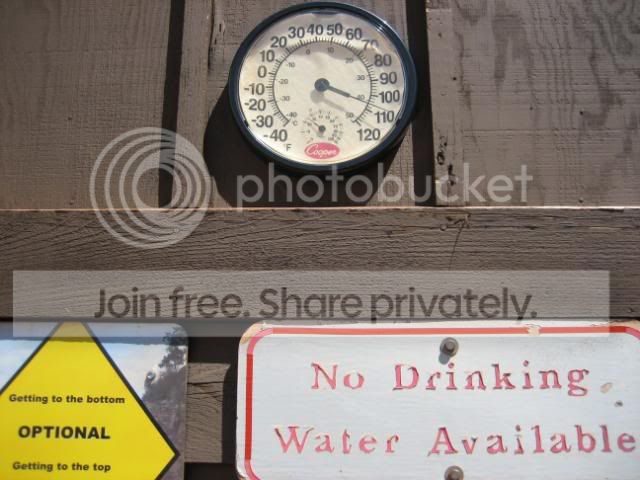 -40 -30 -20 -10 0 10 20 30 40 50 60 70 80 90 100 110 120
°F
Cooper
photobucket
Join free. Share privately.
Getting to the bottom
OPTIONAL
Getting to the top
No Drinking
Water Available